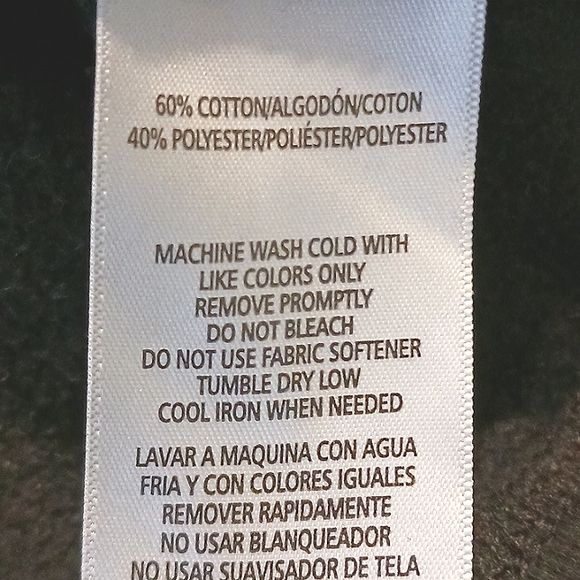 60% COTTON/ALGODÓN/COTON
40% POLYESTER/POLIÉSTER/POLYESTER
MACHINE WASH COLD WITH
LIKE COLORS ONLY
REMOVE PROMPTLY
DO NOT BLEACH
DO NOT USE FABRIC SOFTENER
TUMBLE DRY LOW
COOL IRON WHEN NEEDED
LAVAR A MAQUINA CON AGUA
FRIA Y CON COLORES IGUALES
REMOVER RAPIDAMENTE
NO USAR BLANQUEADOR
NO USAR SUAVISADOR DE TELA